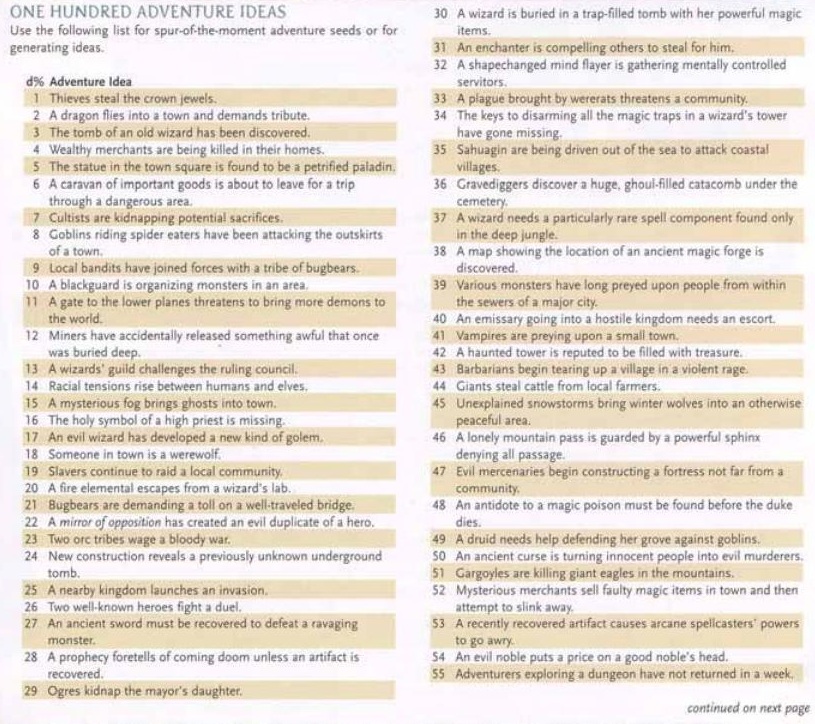 ONE HUNDRED ADVENTURE IDEAS
Use the following list for spur-of-the-moment adventure seeds or for
generating ideas.
d% Adventure Idea
1 Thieves steal the crown jewels.
2 A dragon flies into a town and demands tribute.
3 The tomb of an old wizard has been discovered.
4 Wealthy merchants are being killed in their homes.
5 The statue in the town square is found to be a petrified paladin.
6 A caravan of important goods is about to leave for a trip
through a dangerous area.
7 Cultists are kidnapping potential sacrifices.
8 Goblins riding spider eaters have been attacking the outskirts
of a town.
9 Local bandits have joined forces with a tribe of bugbears.
10 A blackguard is organizing monsters in an area.
11 A gate to the lower planes threatens to bring more demons to
the world.
12 Miners have accidentally released something awful that once
was buried deep.
13 A wizards' guild challenges the ruling council.
14 Racial tensions rise between humans and elves.
15 A mysterious fog brings ghosts into town.
16 The holy symbol of a high priest is missing.
17 An evil wizard has developed a new kind of golem.
18 Someone in town is a werewolf.
19 Slavers continue to raid a local community.
20 A fire elemental escapes from a wizard's lab.
21 Bugbears are demanding a toll on a well-traveled bridge.
22 A mirror of opposition has created an evil duplicate of a hero.
23 Two orc tribes wage a bloody war.
24 New construction reveals a previously unknown underground
tomb.
25 A nearby kingdom launches an invasion.
26 Two well-known heroes fight a duel.
27 An ancient sword must be recovered to defeat a ravaging
monster.
28 A prophecy foretells of coming doom unless an artifact is
recovered.
29 Ogres kidnap the mayor's daughter.
30 A wizard is buried in a trap-filled tomb with her powerful magic
items.
31 An enchanter is compelling others to steal for him.
32 A shapechanged mind flayer is gathering mentally controlled
servitors.
33 A plague brought by wererats threatens a community.
34 The keys to disarming all the magic traps in a wizard's tower
have gone missing.
35 Sahuagin are being driven out of the sea to attack coastal
villages.
36 Gravediggers discover a huge, ghoul-filled catacomb under the
cemetery.
37 A wizard needs a particularly rare spell component found only
in the deep jungle.
38 A map showing the location of an ancient magic forge is
discovered.
39 Various monsters have long preyed upon people from within
the sewers of a major city.
40 An emissary going into a hostile kingdom needs an escort.
41 Vampires are preying upon a small town.
42 A haunted tower is reputed to be filled with treasure.
43 Barbarians begin tearing up a village in a violent rage.
44 Giants steal cattle from local farmers.
45 Unexplained snowstorms bring winter wolves into an otherwise
peaceful area.
46 A lonely mountain pass is guarded by a powerful sphinx
denying all passage.
47 Evil mercenaries begin constructing a fortress not far from a
community.
48 An antidote to a magic poison must be found before the duke
dies.
49 A druid needs help defending her grove against goblins.
50 An ancient curse is turning innocent people into evil murderers.
51 Gargoyles are killing giant eagles in the mountains.
52 Mysterious merchants sell faulty magic items in town and then
attempt to slink away.
53 A recently recovered artifact causes arcane spellcasters' powers
to go awry.
54 An evil noble puts a price on a good noble's head.
55 Adventurers exploring a dungeon have not returned in a week.
continued on next page